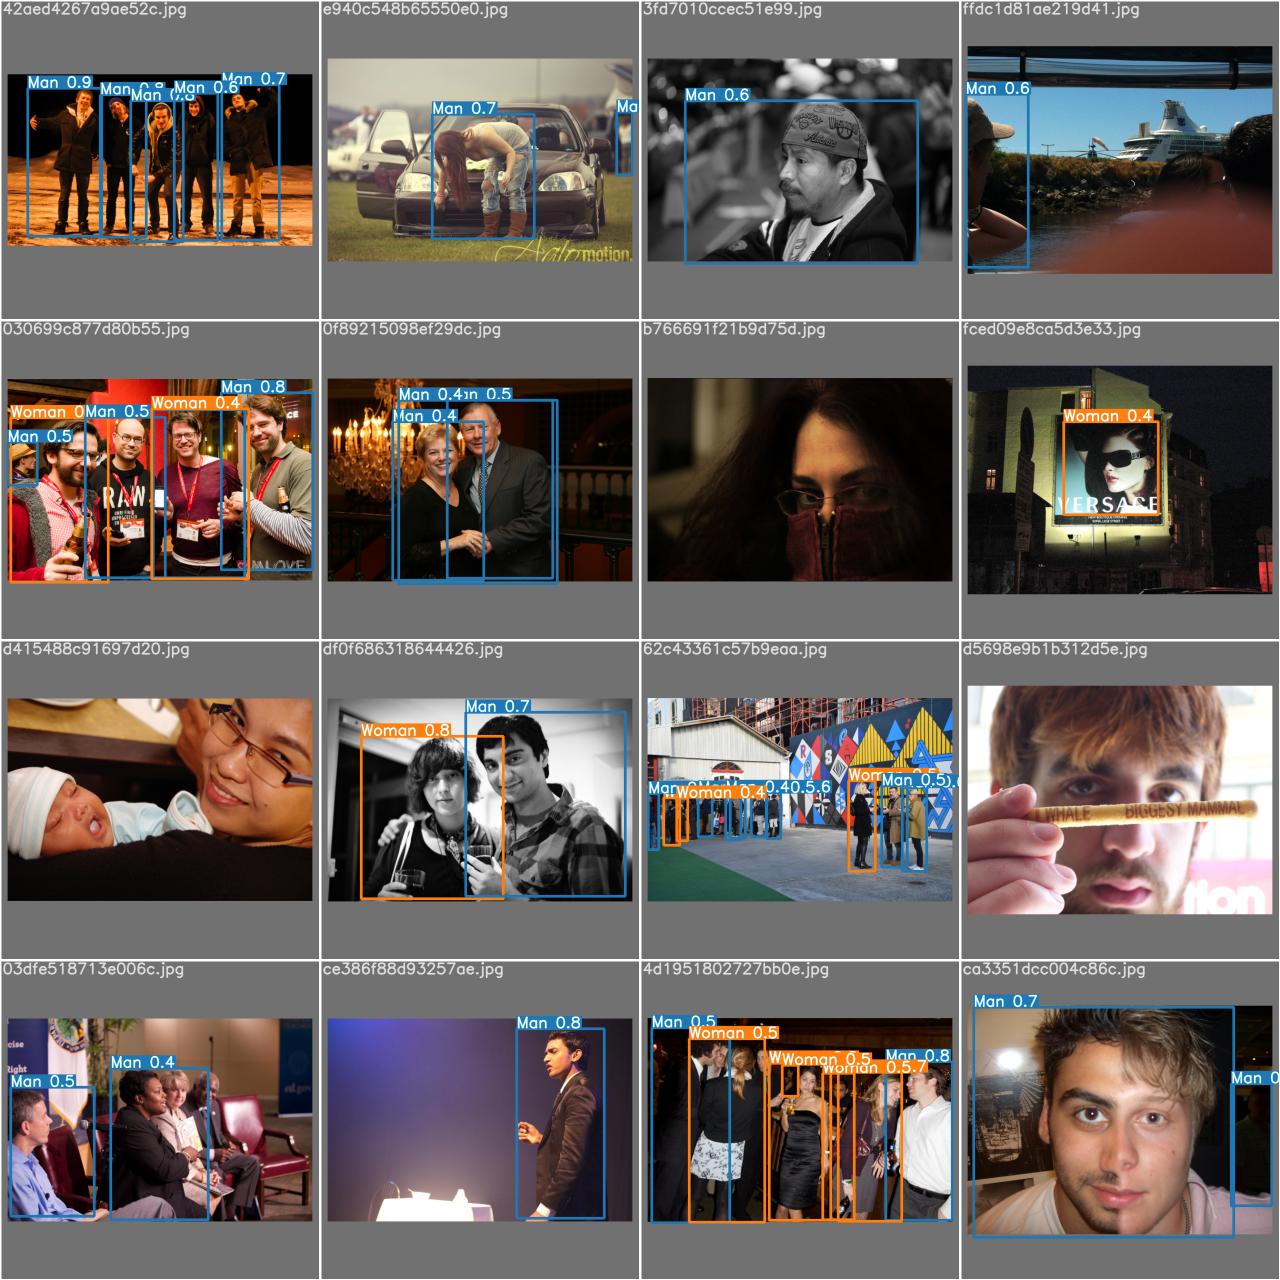 42aed4267a9ae52c.jpg
e940c548b65550e0.jpg
3fd7010ccec51e99.jpg
ffdc1d81ae219d41.jpg
Man 0.9
Man 0.8
Man 0.8
Man 0.6
Man 0.7
Man 0.7
Ma
motion.
Man 0.6
Man 0.6
030699c877d80b55.jpg
0f89215098ef29dc.jpg
b766691f21b9d75d.jpg
fced09e8ca5d3e33.jpg
Woman 0
Man 0.5
Man 0.5
Woman 0.4
Man 0.8
RAW
LOVE
Man 0.4
0.5
Man 0.4
Woman 0.4
VERSACE
d415488c91697d20.jpg
df0f686318644426.jpg
62c43361c57b9eaa.jpg
d5698e9b1b312d5e.jpg
Woman 0.8
Man 0.7
Man
Woman 0.4
0.40.5.6
Wom
Man 0.5
I WHALE BIGGESY MAMMAL
tion
03dfe518713e006c.jpg
ce386f88d93257ae.jpg
4d1951802727bb0e.jpg
ca3351dcc004c86c.jpg
Man 0.5
Man 0.4
cise
Right
ed.gov
Man 0.8
Man 0.5
Woman 0.5
Woman 0.5
Woman 0.5.7
Man 0.8
Man 0.7
Man 0